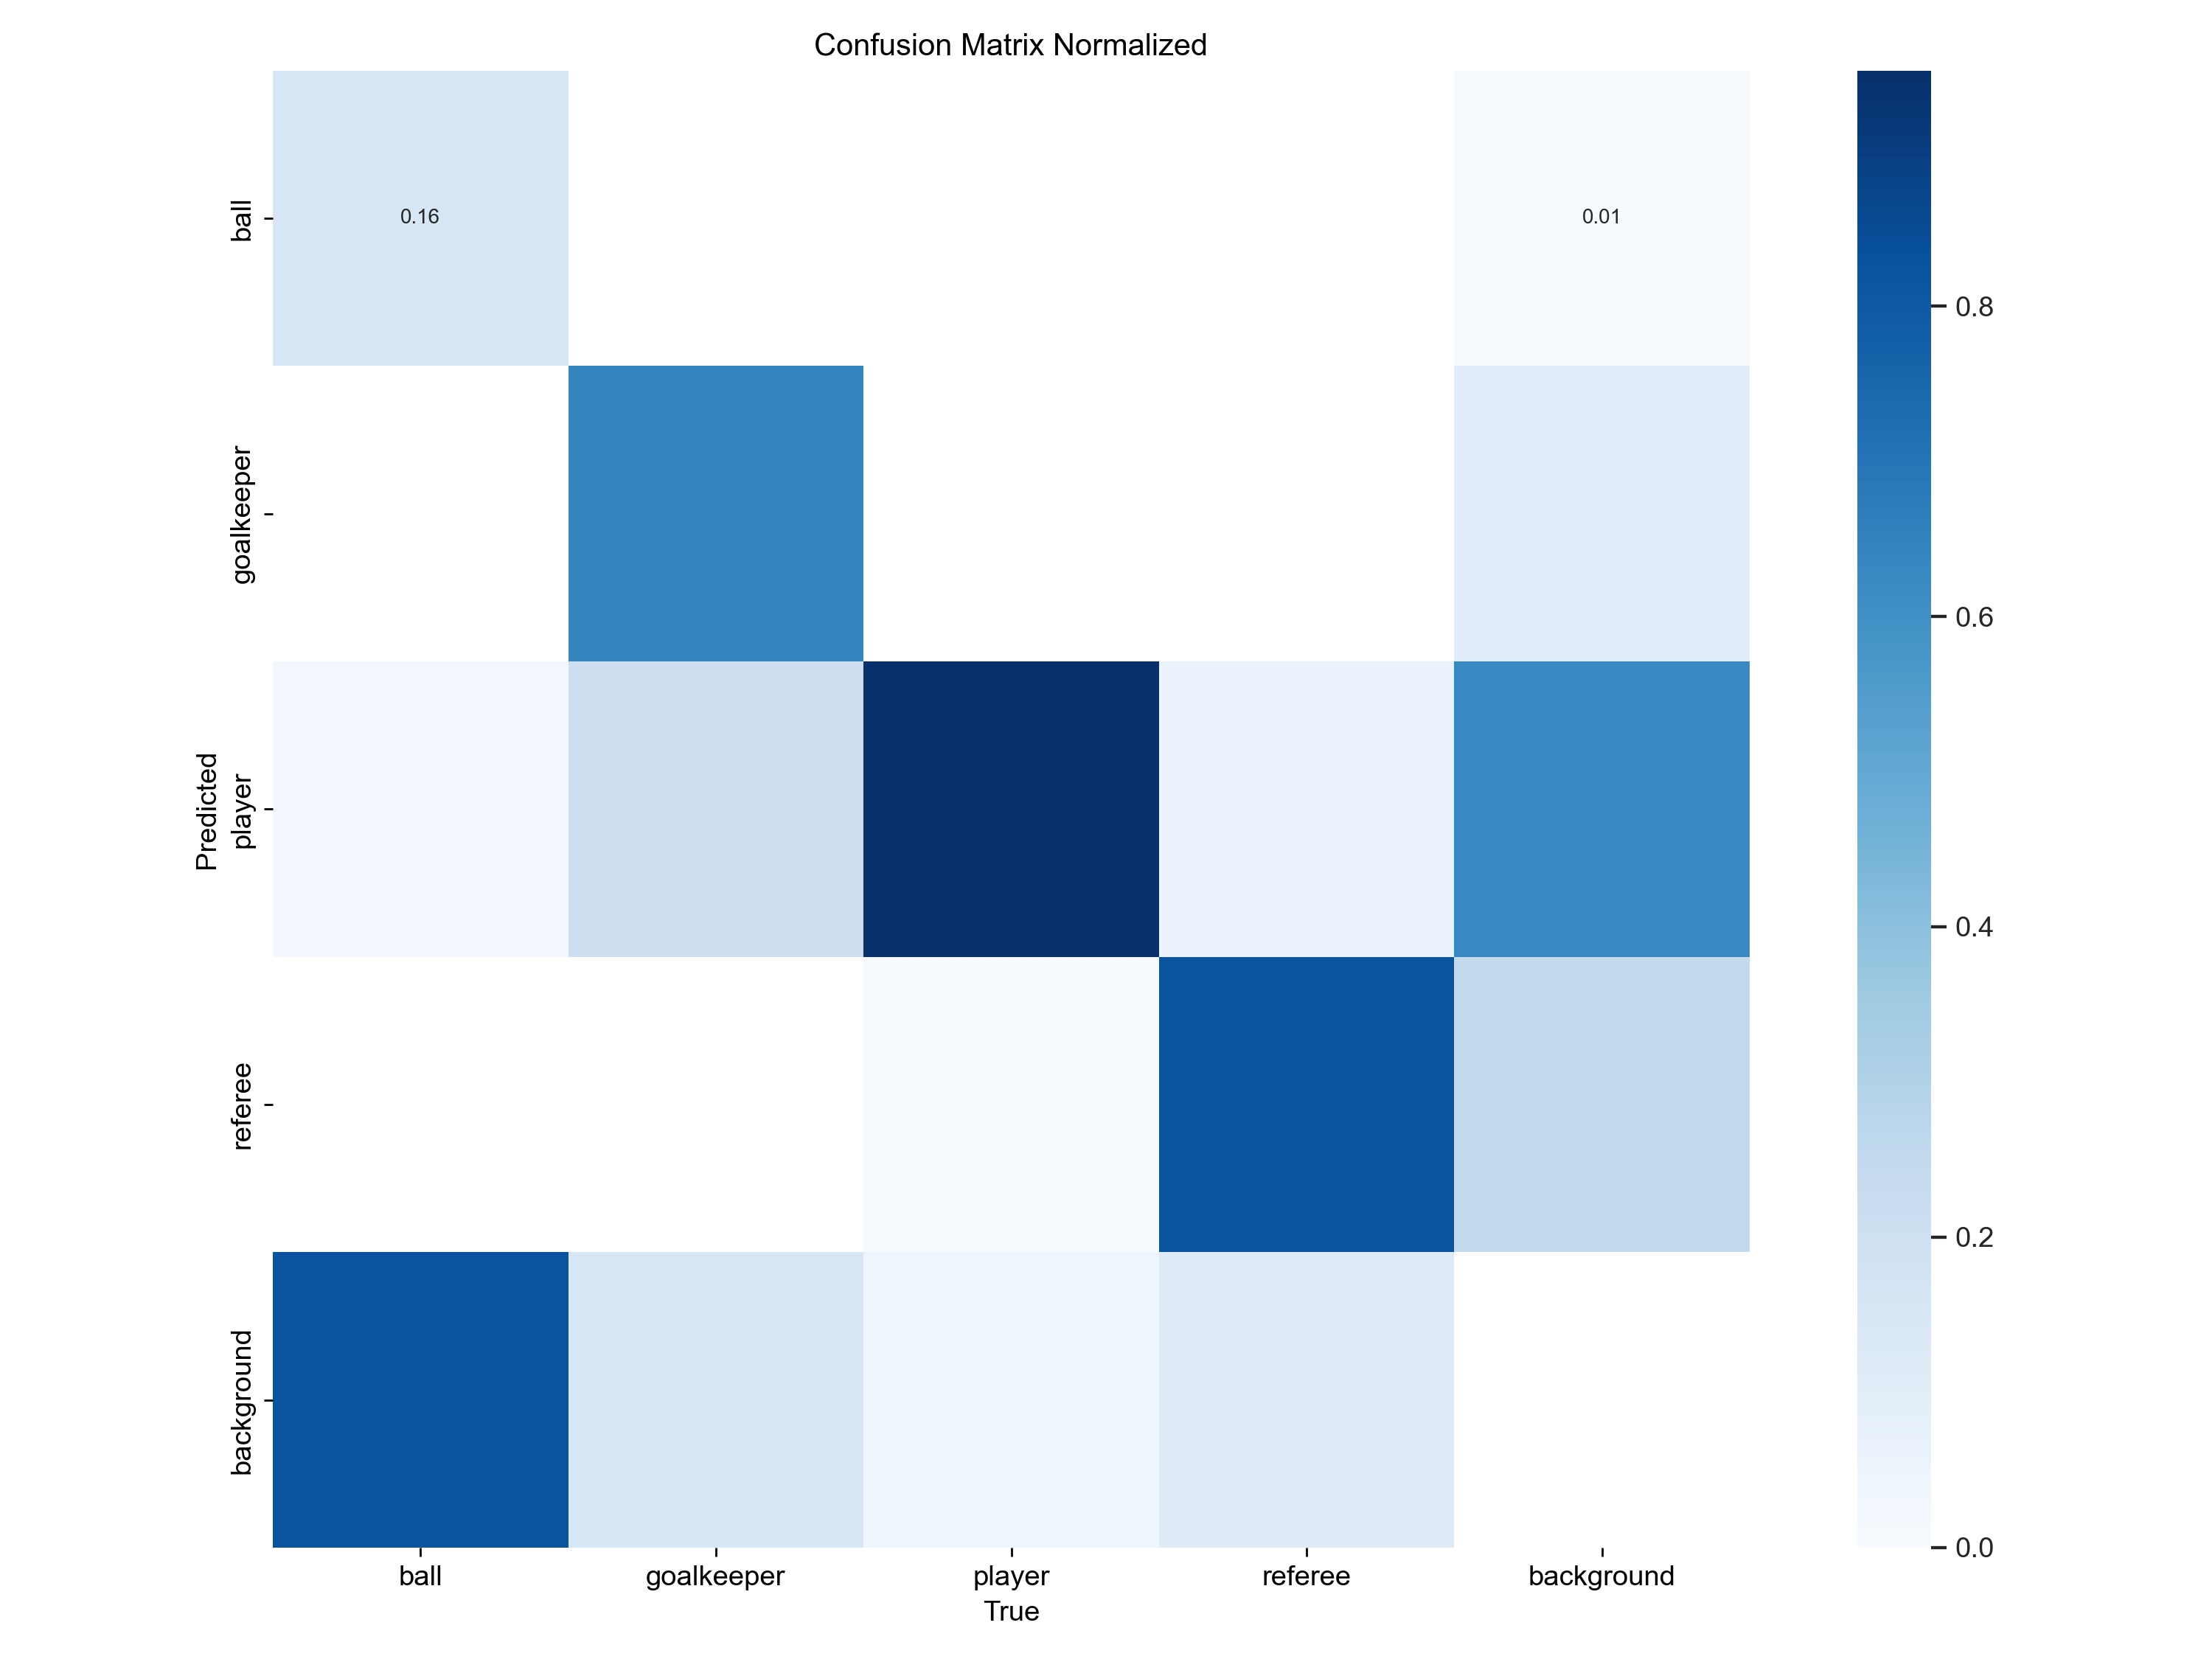 Confusion Matrix Normalized
ball
0.16
0.01
goalkeeper
Predicted
player
referee
background
ball goalkeeper player referee background
True
0.8
0.6
0.4
0.2
0.0